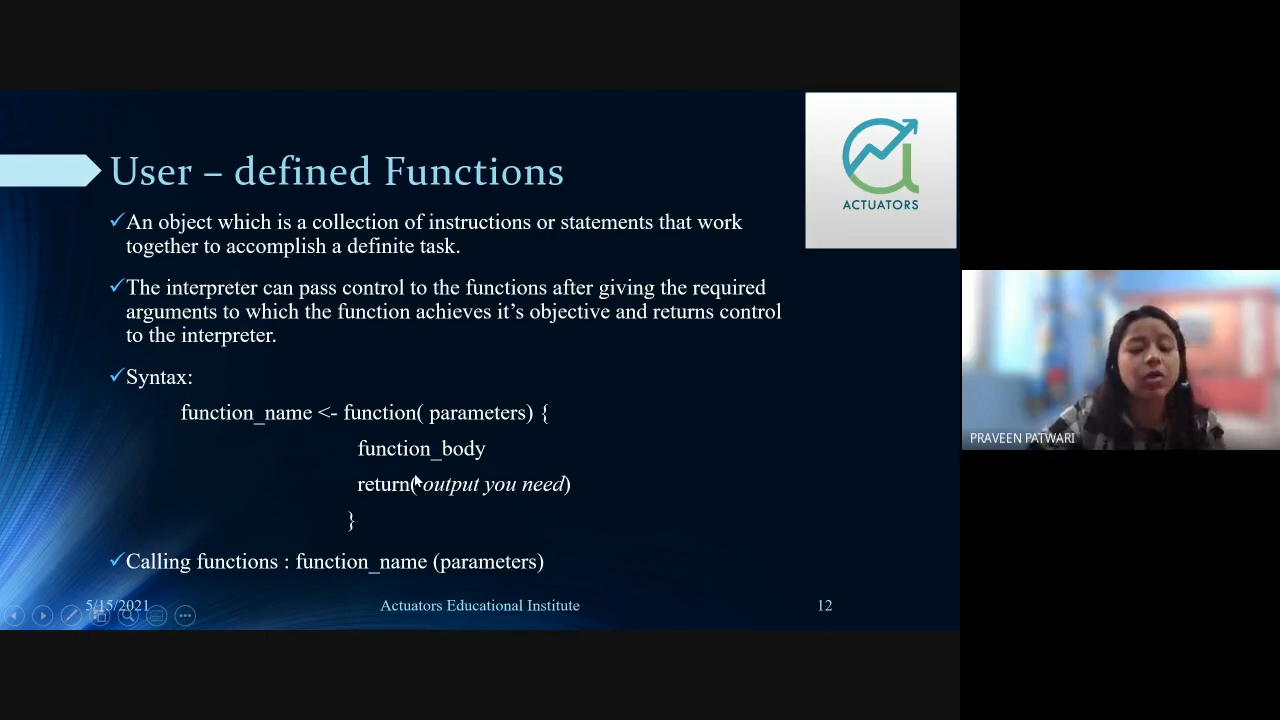 ACTUATORS
User – defined Functions
✓An object which is a collection of instructions or statements that work
together to accomplish a definite task.
✓The interpreter can pass control to the functions after giving the required
arguments to which the function achieves it’s objective and returns control
to the interpreter.
✓Syntax:
function_name <- function( parameters) {
function_body
return( output you need)
}
✓Calling functions : function_name (parameters)
5/15/2021
Actuators Educational Institute
12
PRAVEEN PATWARI